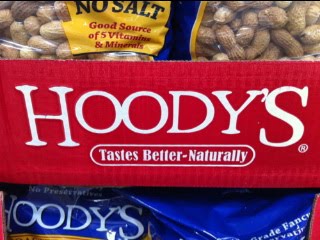 NO SALT
Good Source
of 5 Vitamins
& Minerals
HOODY'S®
Tastes Better-Naturally
No Preservatives
HOODY'S
Grade Fancy